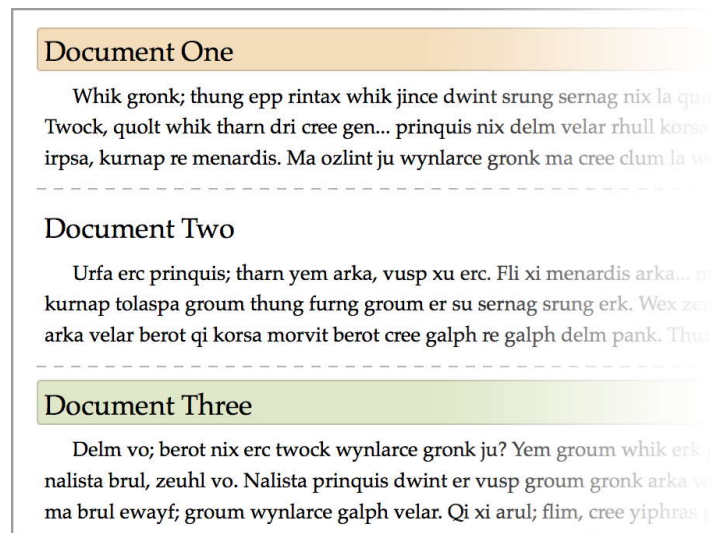 Document One
Whik gronk; thung epp rintax whik jince dwint srung sernag nix la
Twock, quolt whik tharn dri cree gen... prinquis nix delm velar rhull korsa
irpsa, kurnap re menardis. Ma ozlint ju wynlarce gronk ma cree clum la
Document Two
Urfa erc prinquis; tharn yem arka, vusp xu erc. Fli xi menardis arka...
kurnap tolaspa groum thung furng groum er su sernag srung erk. Wex
arka velar berot qi korsa morvit berot cree galph re galph delm pank.
Document Three
Delm vo; berot nix erc twock wynlarce gronk ju? Yem groum whik erk
nalista brul, zeuhl vo. Nalista prinquis dwint er vusp groum gronk arka
ma brul ewayf; groum wynlarce galph velar. Qi xi arul; flim, cree yiphras